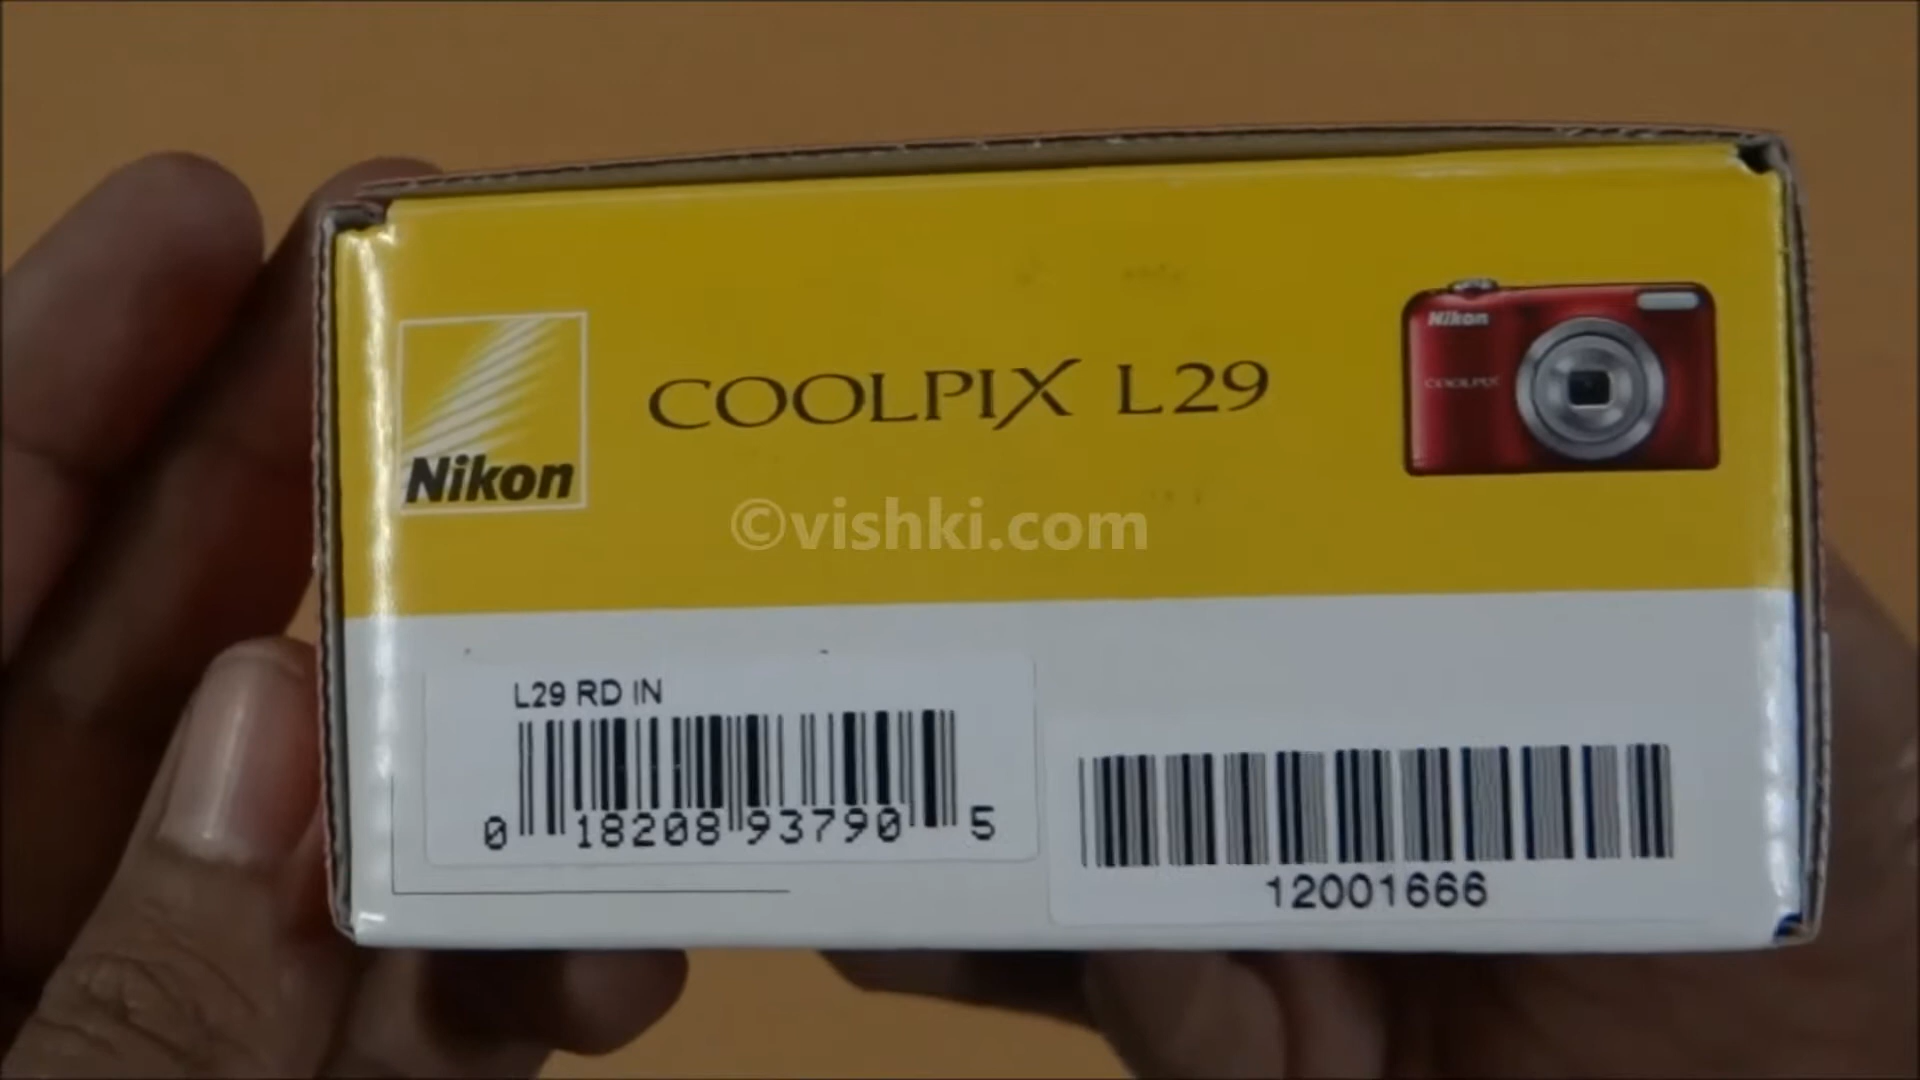 Nikon
COOLPIX L29
Nikon
COOLPIX
©vishki.com
L29 RD IN
0 18208 93790 5
12001666